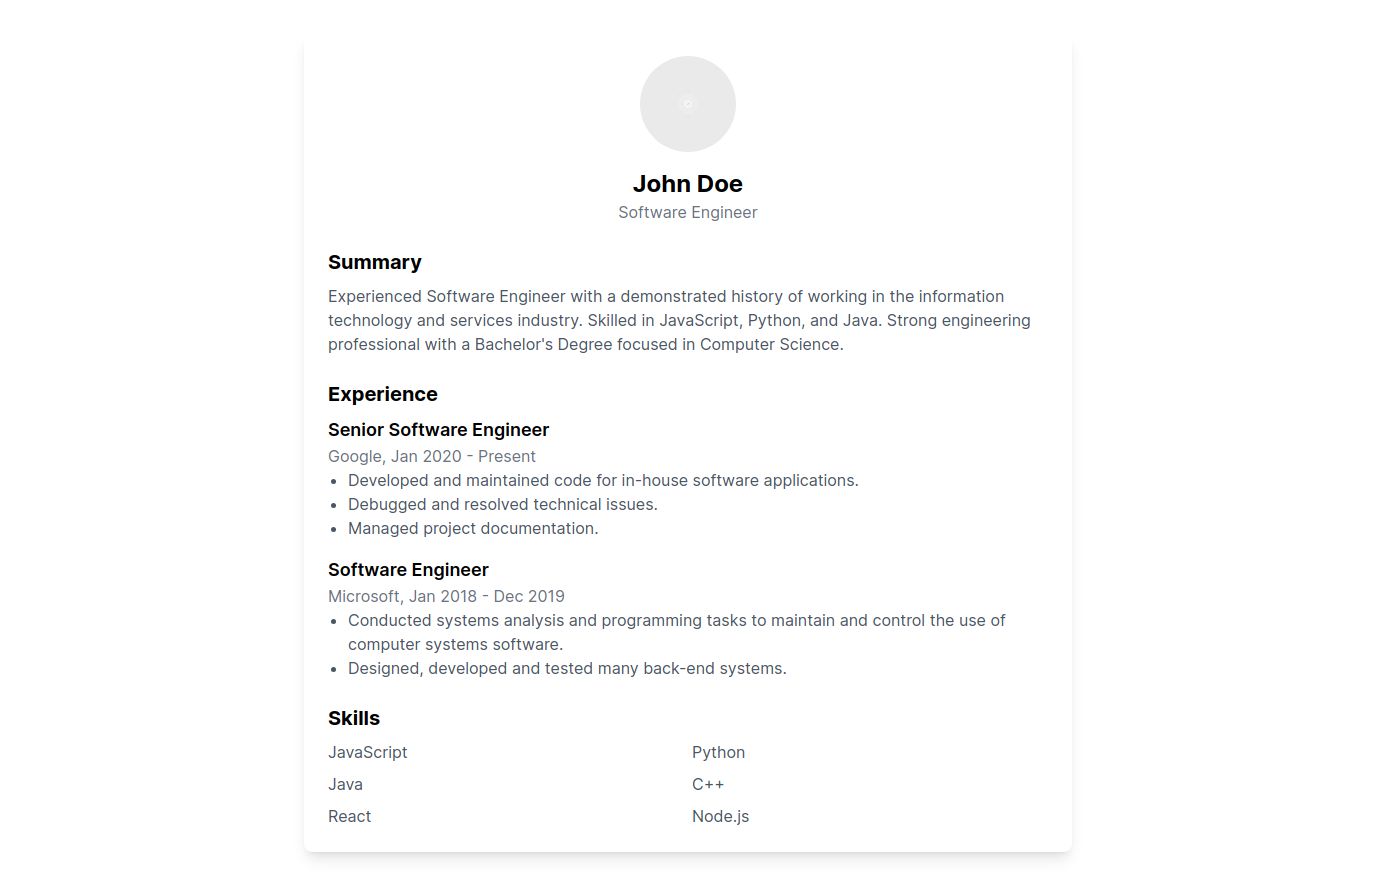 John Doe
Software Engineer
Summary
Experienced Software Engineer with a demonstrated history of working in the information
technology and services industry. Skilled in JavaScript, Python, and Java. Strong engineering
professional with a Bachelor's Degree focused in Computer Science.
Experience
Senior Software Engineer
Google, Jan 2020 - Present
• Developed and maintained code for in-house software applications.
• Debugged and resolved technical issues.
• Managed project documentation.
Software Engineer
Microsoft, Jan 2018 - Dec 2019
• Conducted systems analysis and programming tasks to maintain and control the use of
computer systems software.
• Designed, developed and tested many back-end systems.
Skills
JavaScript Python
Java C++
React Node.js